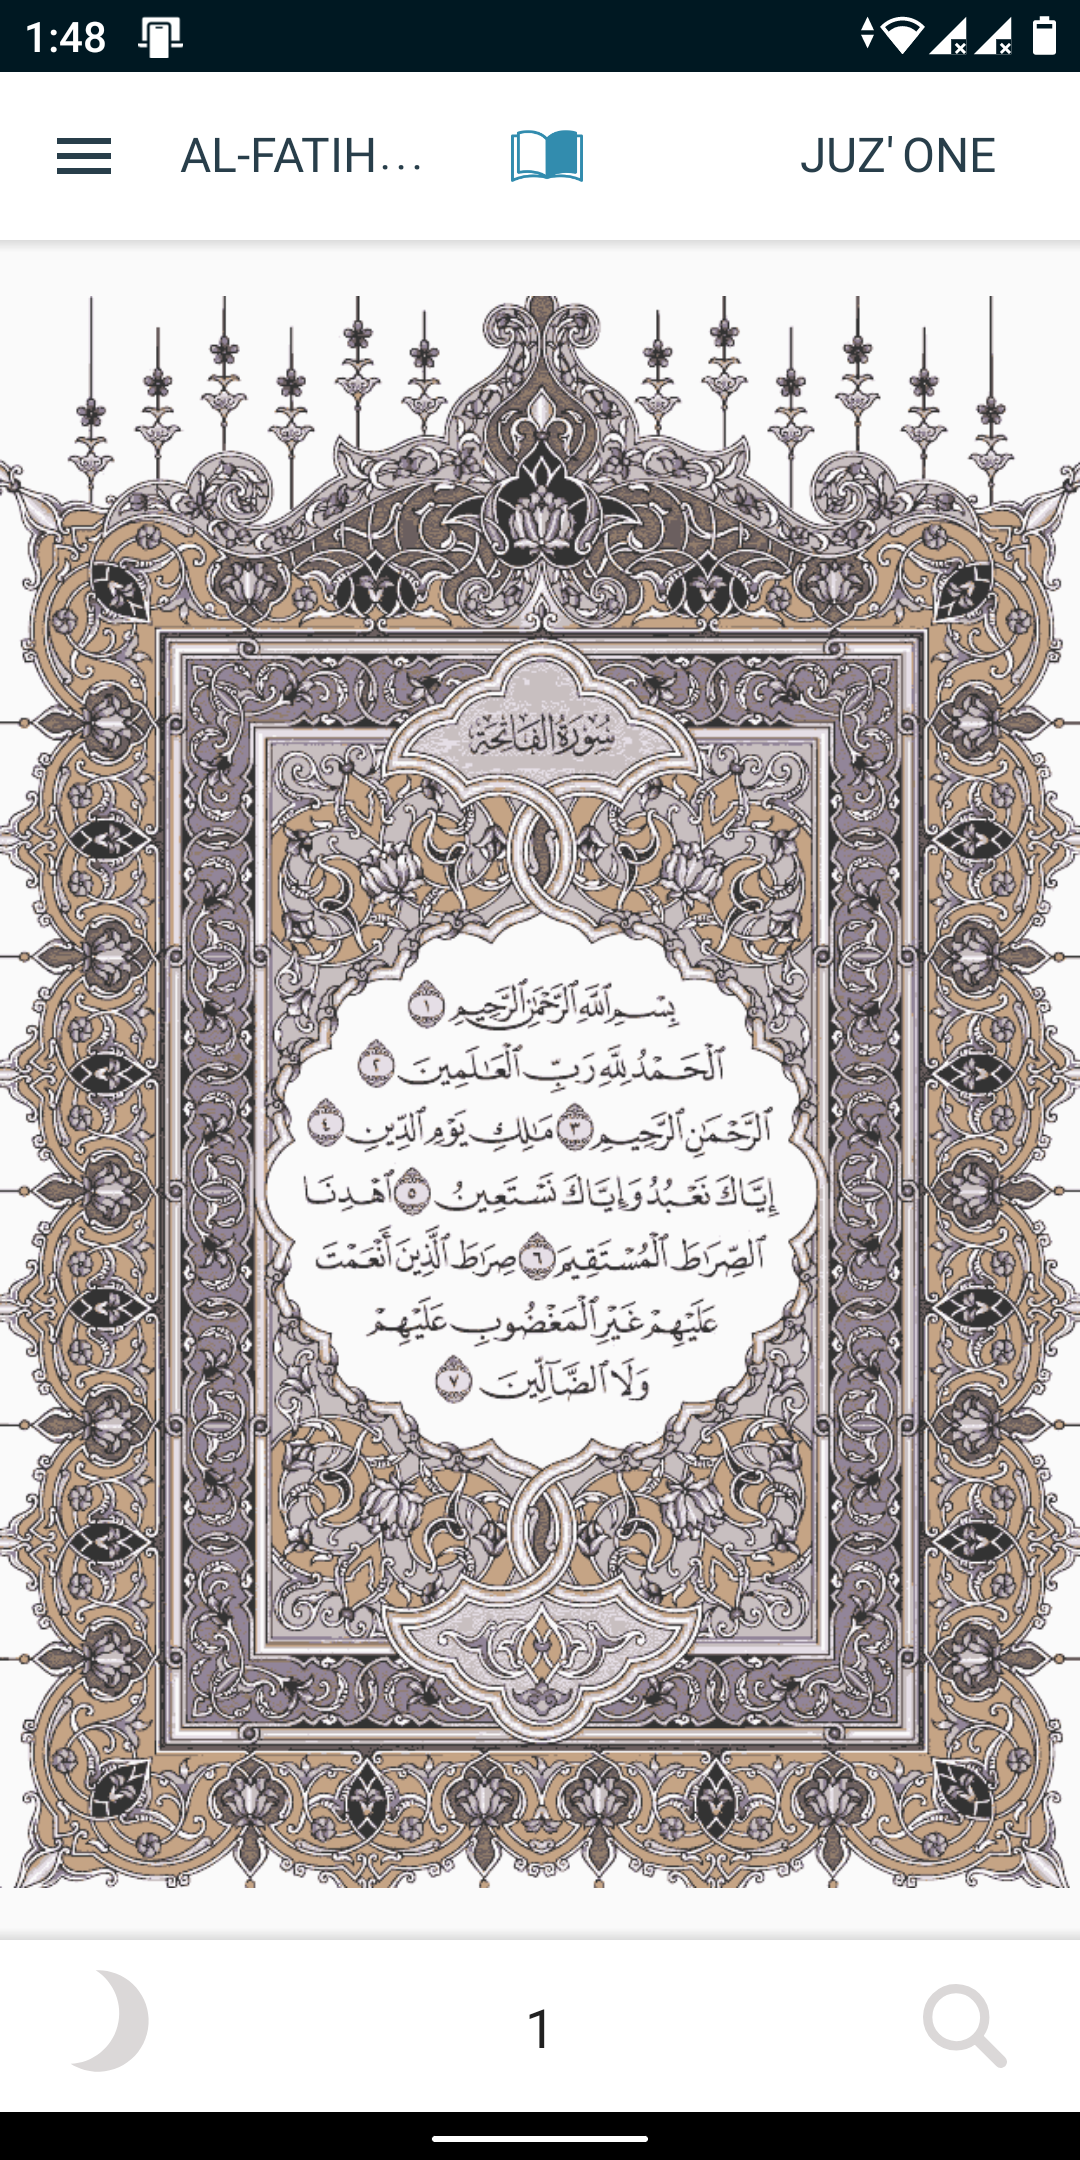 1:48
AL-FATIH...
JUZ' ONE
سُورَةُ الفَاتِحَة
بِسْمِ ٱللَّهِ ٱلرَّحْمَٰنِ ٱلرَّحِيمِ ١
ٱلْحَمْدُ لِلَّهِ رَبِّ ٱلْعَٰلَمِينَ ٢
ٱلرَّحْمَٰنِ ٱلرَّحِيمِ ٣ مَٰلِكِ يَوْمِ ٱلدِّينِ ٤
إِيَّاكَ نَعْبُدُ وَإِيَّاكَ نَسْتَعِينُ ٥ ٱهْدِنَا
ٱلصِّرَٰطَ ٱلْمُسْتَقِيمَ ٦ صِرَٰطَ ٱلَّذِينَ أَنْعَمْتَ
عَلَيْهِمْ غَيْرِ ٱلْمَغْضُوبِ عَلَيْهِمْ
وَلَا ٱلضَّآلِّينَ ٧
1